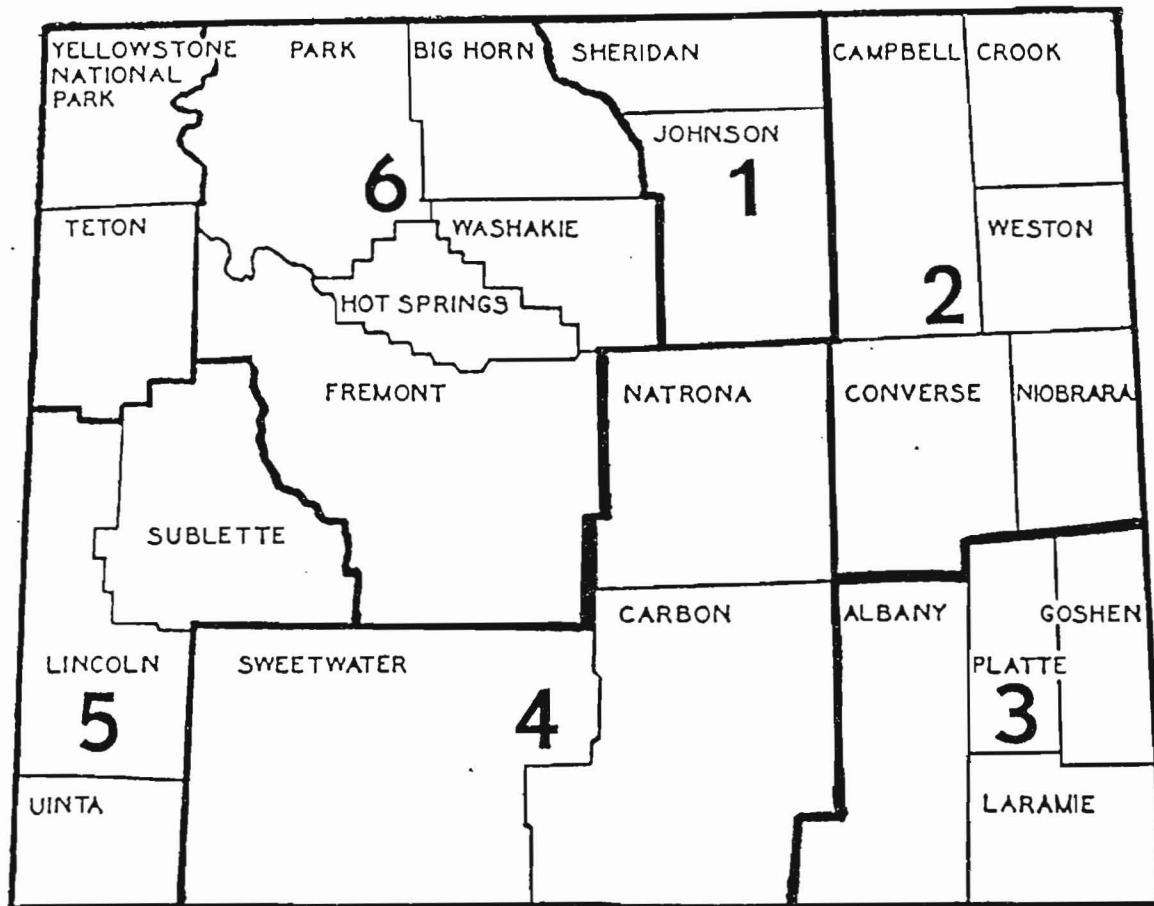 YELLOWSTONE
NATIONAL
PARK
PARK
BIG HORN
SHERIDAN
CAMPBELL
CROOK
JOHNSON
1
6
TETON
WASHAKIE
WESTON
2
HOT SPRINGS
FREMONT
NATRONA
CONVERSE
NIOBRARA
SUBLETTE
CARBON
ALBANY
GOSHEN
LINCOLN
SWEETWATER
PLATTE
5
4
3
UINTA
LARAMIE